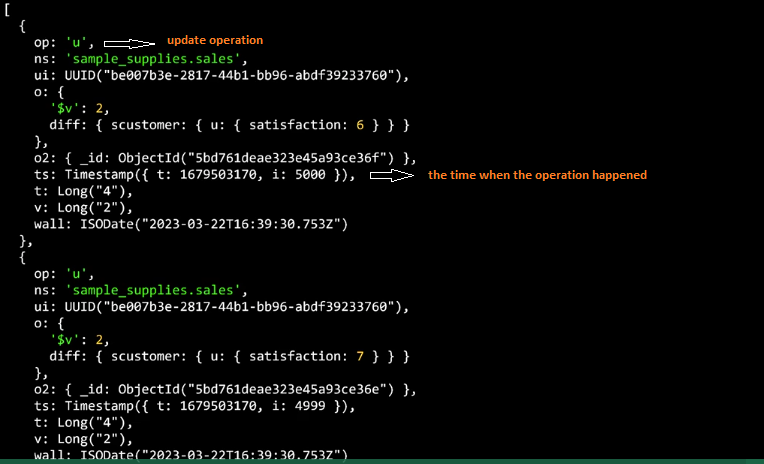 [
{
op: 'u', update operation
ns: 'sample_supplies.sales',
ui: UUID("be007b3e-2817-44b1-bb96-abdf39233760"),
o: {
'$v': 2,
diff: { scustomer: { u: { satisfaction: 6 } } }
},
o2: { _id: ObjectId("5bd761deae323e45a93ce36f") },
ts: Timestamp({ t: 1679503170, i: 5000 }), the time when the operation happened
t: Long("4"),
v: Long("2"),
wall: ISODate("2023-03-22T16:39:30.753Z")
},
{
op: 'u',
ns: 'sample_supplies.sales',
ui: UUID("be007b3e-2817-44b1-bb96-abdf39233760"),
o: {
'$v': 2,
diff: { scustomer: { u: { satisfaction: 7 } } }
},
o2: { _id: ObjectId("5bd761deae323e45a93ce36e") },
ts: Timestamp({ t: 1679503170, i: 4999 }),
t: Long("4"),
v: Long("2"),
wall: ISODate("2023-03-22T16:39:30.753Z")